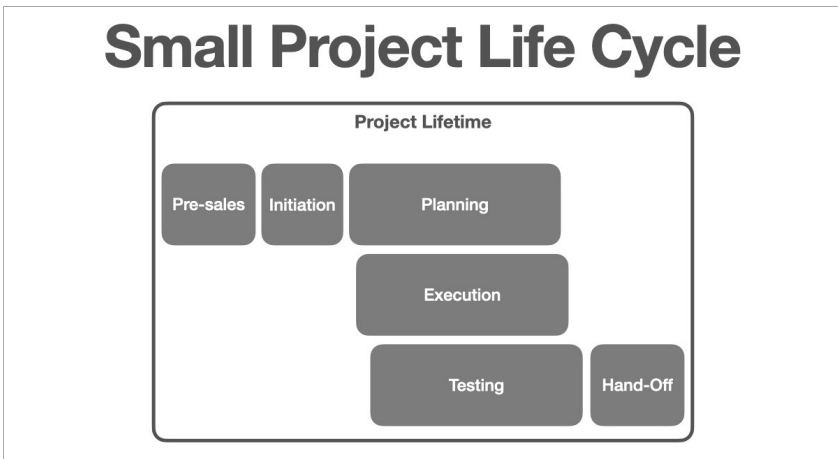 Small Project Life Cycle
Project Lifetime
Pre-sales
Initiation
Planning
Execution
Testing
Hand-Off